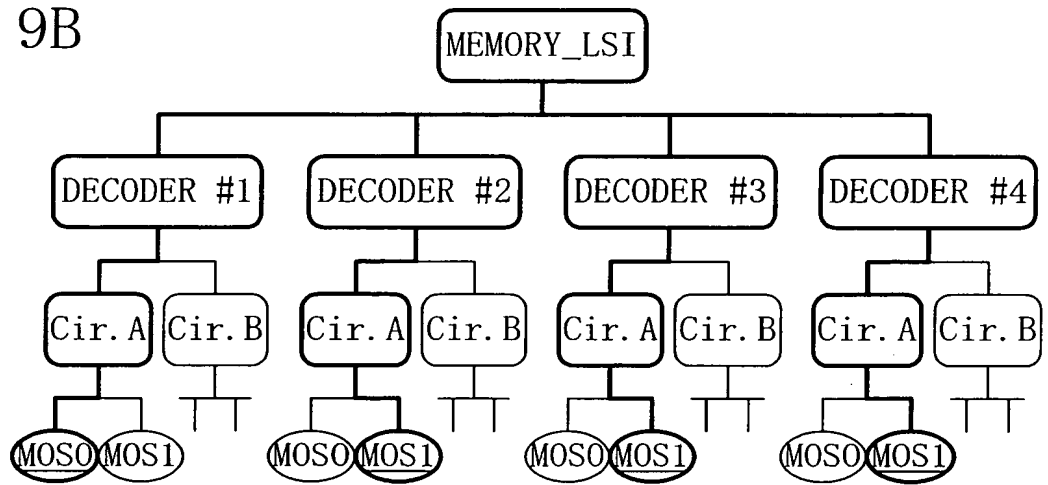 9B
MEMORY_LSI
DECODER #1 DECODER #2 DECODER #3 DECODER #4
Cir. A Cir. B Cir. A Cir. B Cir. A Cir. B Cir. A Cir. B
MOS0 MOS1 MOS0 MOS1 MOS0 MOS1 MOS0 MOS1